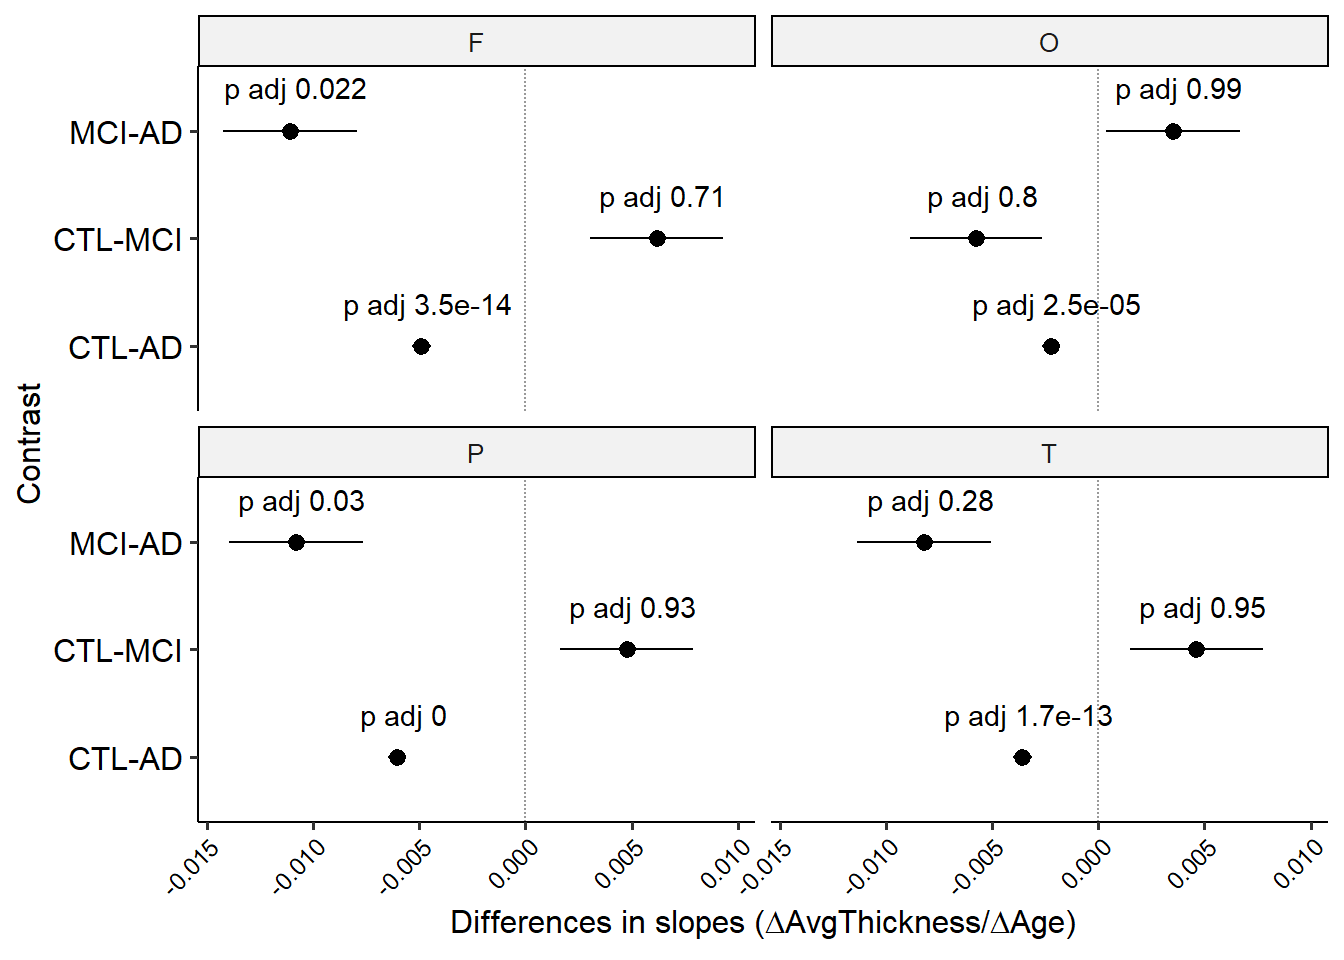 F
O
p adj 0.022
p adj 0.99
MCI-AD
p adj 0.71
p adj 0.8
CTL-MCI
p adj 3.5e-14
p adj 2.5e-05
CTL-AD
Contrast
P
T
p adj 0.03
p adj 0.28
MCI-AD
p adj 0.93
p adj 0.95
CTL-MCI
p adj 0
p adj 1.7e-13
CTL-AD
-0.015 -0.010 -0.005 0.000 0.005 0.010
-0.015 -0.010 -0.005 0.000 0.005 0.010
Differences in slopes (ΔAvgThickness/ΔAge)